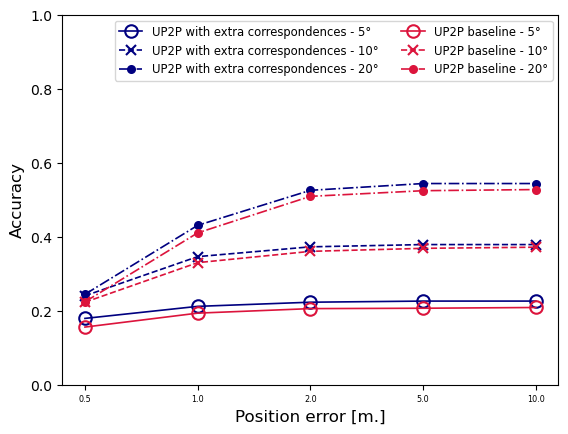 UP2P with extra correspondences - 5°
UP2P with extra correspondences - 10°
UP2P with extra correspondences - 20°
UP2P baseline - 5°
UP2P baseline - 10°
UP2P baseline - 20°
1.0
0.8
0.6
0.4
0.2
0.0
Accuracy
0.5 1.0 2.0 5.0 10.0
Position error [m.]